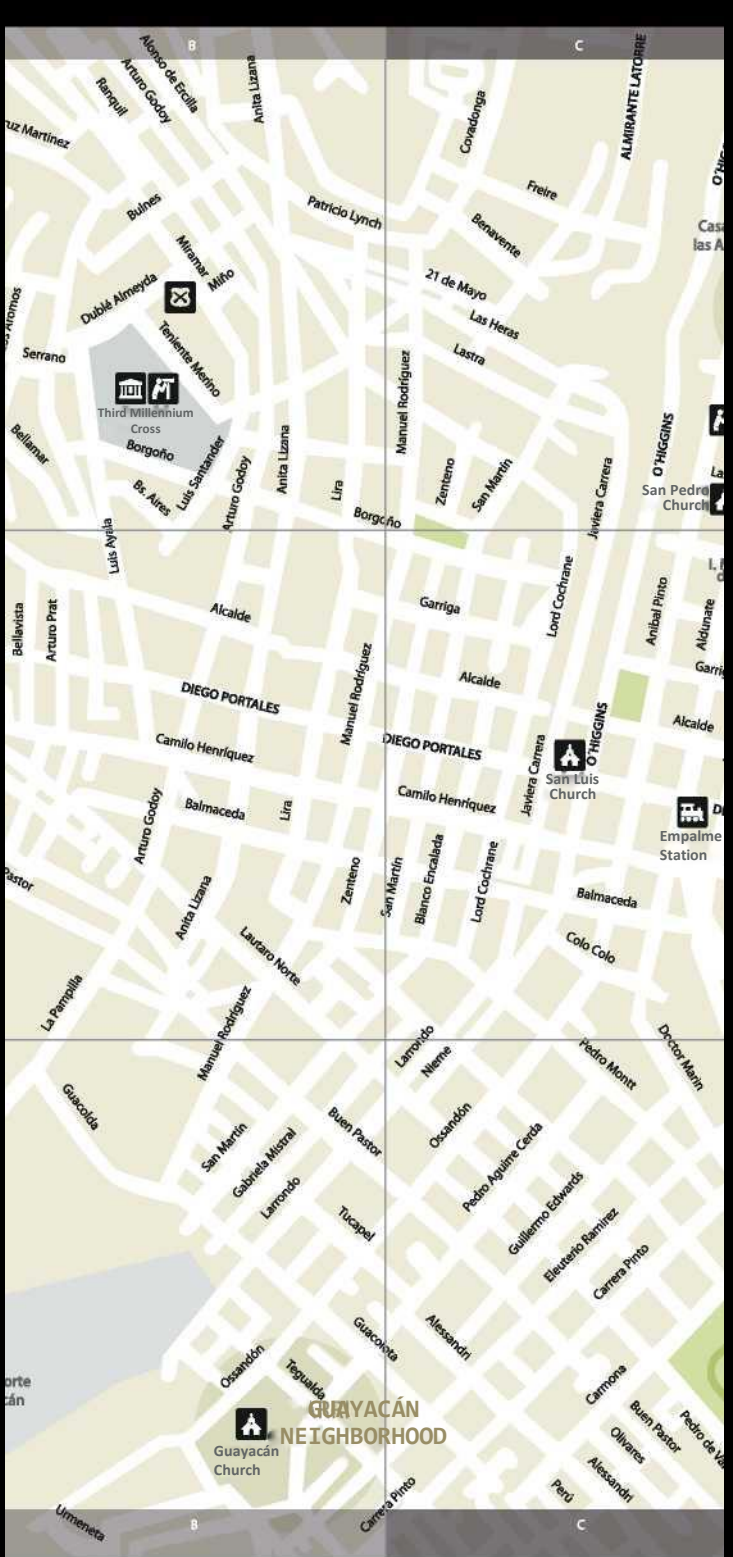 B
C
Alonso de Ercilla
Arturo Godoy
Ranquil
Anita Lizana
Covadonga
ALMIRANTE LATORRE
uz Martinez
O'HIG
Bulnes
Patricio Lynch
Freire
Benavente
Casa
las A
Miramar
Miño
21 de Mayo
Dublé Almeyda
Las Heras
s Aromos
Teniente Merino
Serrano
Lastra
Manuel Rodríguez
Third Millennium
Cross
Bellamar
Borgoño
Bs. Aires
Luis Santander
Arturo Godoy
Anita Lizana
Lira
Borgoño
Zenteno
San Martín
Javiera Carrera
O'HIGGINS
La
San Pedro
Church
Luis Ayala
Lord Cochrane
Bellavista
Arturo Prat
Alcalde
Garriga
Anibal Pinto
Aldunate
Garri
Manuel Rodríguez
Alcalde
DIEGO PORTALES
O'HIGGINS
Alcalde
Camilo Henríquez
DIEGO PORTALES
Javiera Carrera
San Luis
Church
Arturo Godoy
Balmaceda
Lira
Camilo Henríquez
D
Empalme
Station
Pastor
Anita Lizana
Zenteno
San Martín
Blanco Encalada
Lord Cochrane
Balmaceda
Lautaro Norte
Colo Colo
La Pampilla
Manuel Rodríguez
Larrondo
Nieme
Pedro Montt
Doctor Marin
Guacolda
San Martín
Gabriela Mistral
Larrondo
Buen Pastor
Ossandón
Pedro Aguirre Cerda
Tucapel
Guillermo Edwards
Eleuterio Ramirez
Carrera Pinto
Guacolda
Alessandri
orte
cán
Ossandón
Tegualda
Carmona
GUAYACÁN
NEIGHBORHOOD
Guayacán
Church
Buen Pastor
Olivares
Alessandri
Pedro de Va
Perú
Carrera Pinto
Urmeneta
B
C